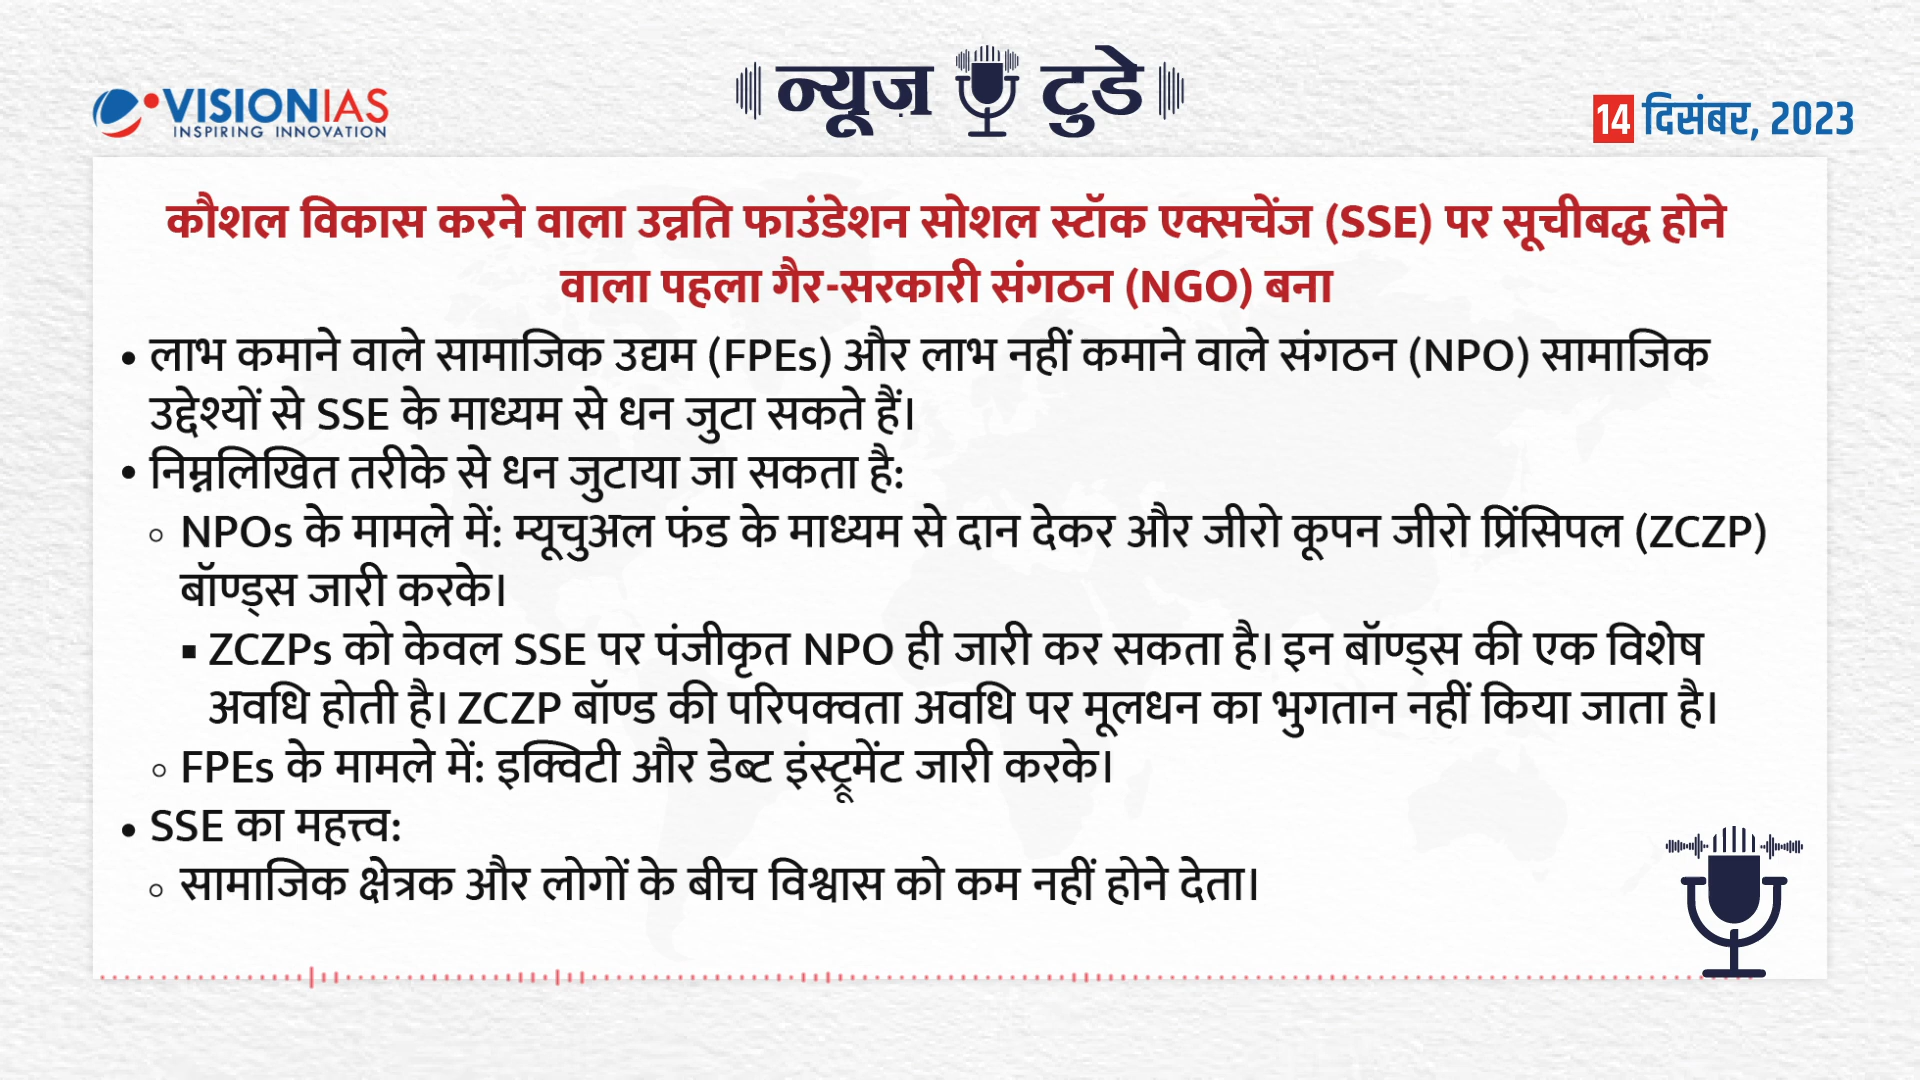 VISIONIAS
INSPIRING INNOVATION
न्यूज़ टुडे
14 दिसंबर, 2023
कौशल विकास करने वाला उन्नति फाउंडेशन सोशल स्टॉक एक्सचेंज (SSE) पर सूचीबद्ध होने
वाला पहला गैर-सरकारी संगठन (NGO) बना
• लाभ कमाने वाले सामाजिक उद्यम (FPEs) और लाभ नहीं कमाने वाले संगठन (NPO) सामाजिक
उद्देश्यों से SSE के माध्यम से धन जुटा सकते हैं।
• निम्नलिखित तरीके से धन जुटाया जा सकता है:
○ NPOs के मामले में: म्यूचुअल फंड के माध्यम से दान देकर और जीरो कूपन जीरो प्रिंसिपल (ZCZP)
बॉण्ड्स जारी करके।
▪ ZCZPs को केवल SSE पर पंजीकृत NPO ही जारी कर सकता है। इन बॉण्ड्स की एक विशेष
अवधि होती है। ZCZP बॉण्ड की परिपक्वता अवधि पर मूलधन का भुगतान नहीं किया जाता है।
○ FPEs के मामले में: इक्विटी और डेब्ट इंस्ट्रूमेंट जारी करके।
• SSE का महत्त्व:
○ सामाजिक क्षेत्रक और लोगों के बीच विश्वास को कम नहीं होने देता।